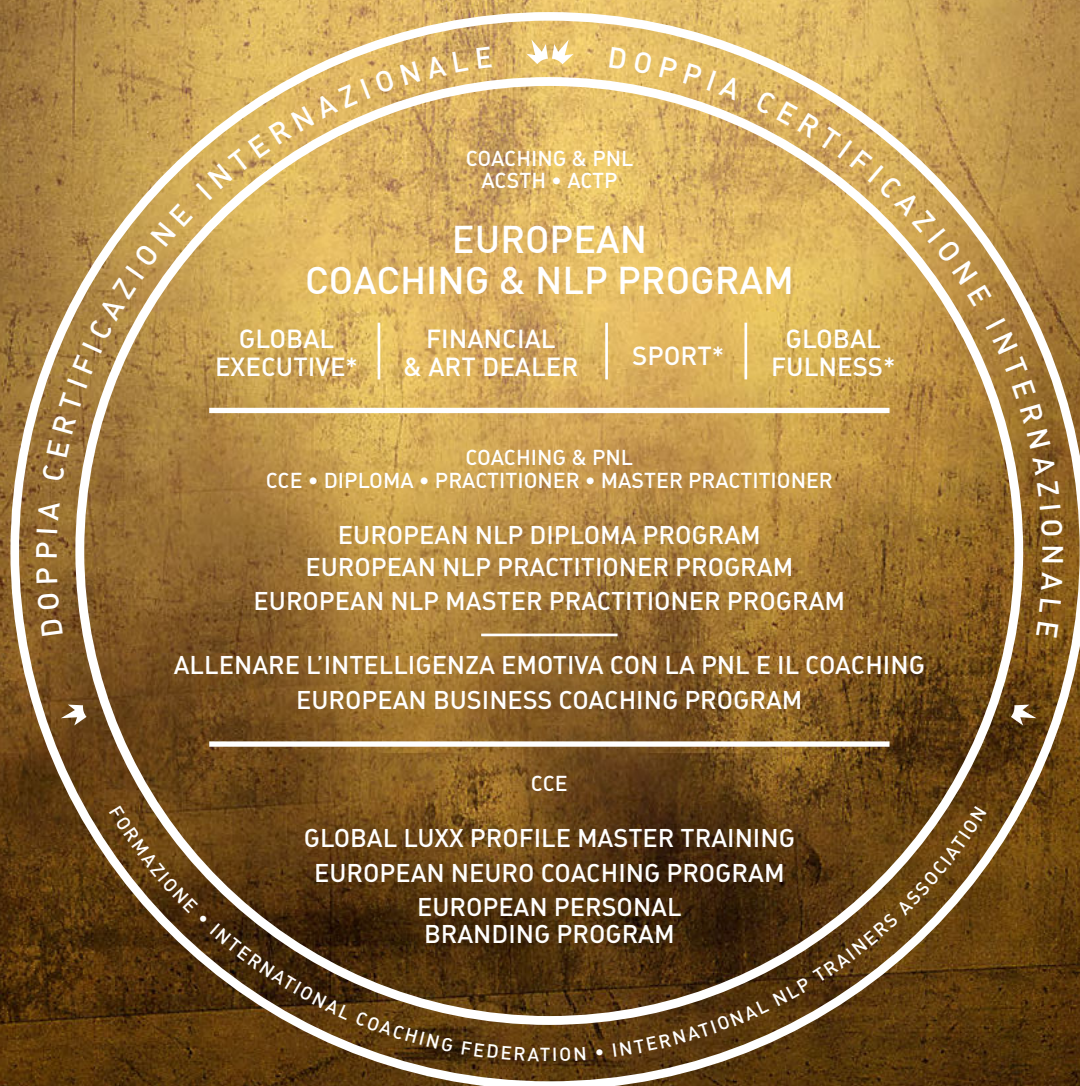 DOPPIA CERTIFICAZIONE INTERNAZIONALE
DOPPIA CERTIFICAZIONE INTERNAZIONALE
COACHING & PNL
ACSTH • ACTP
EUROPEAN
COACHING & NLP PROGRAM
GLOBAL
EXECUTIVE*
FINANCIAL
& ART DEALER
SPORT*
GLOBAL
FULNESS*
COACHING & PNL
CCE • DIPLOMA • PRACTITIONER • MASTER PRACTITIONER
EUROPEAN NLP DIPLOMA PROGRAM
EUROPEAN NLP PRACTITIONER PROGRAM
EUROPEAN NLP MASTER PRACTITIONER PROGRAM
ALLENARE L’INTELLIGENZA EMOTIVA CON LA PNL E IL COACHING
EUROPEAN BUSINESS COACHING PROGRAM
CCE
GLOBAL LUXX PROFILE MASTER TRAINING
EUROPEAN NEURO COACHING PROGRAM
EUROPEAN PERSONAL
BRANDING PROGRAM
FORMAZIONE • INTERNATIONAL COACHING FEDERATION • INTERNATIONAL NLP TRAINERS ASSOCIATION